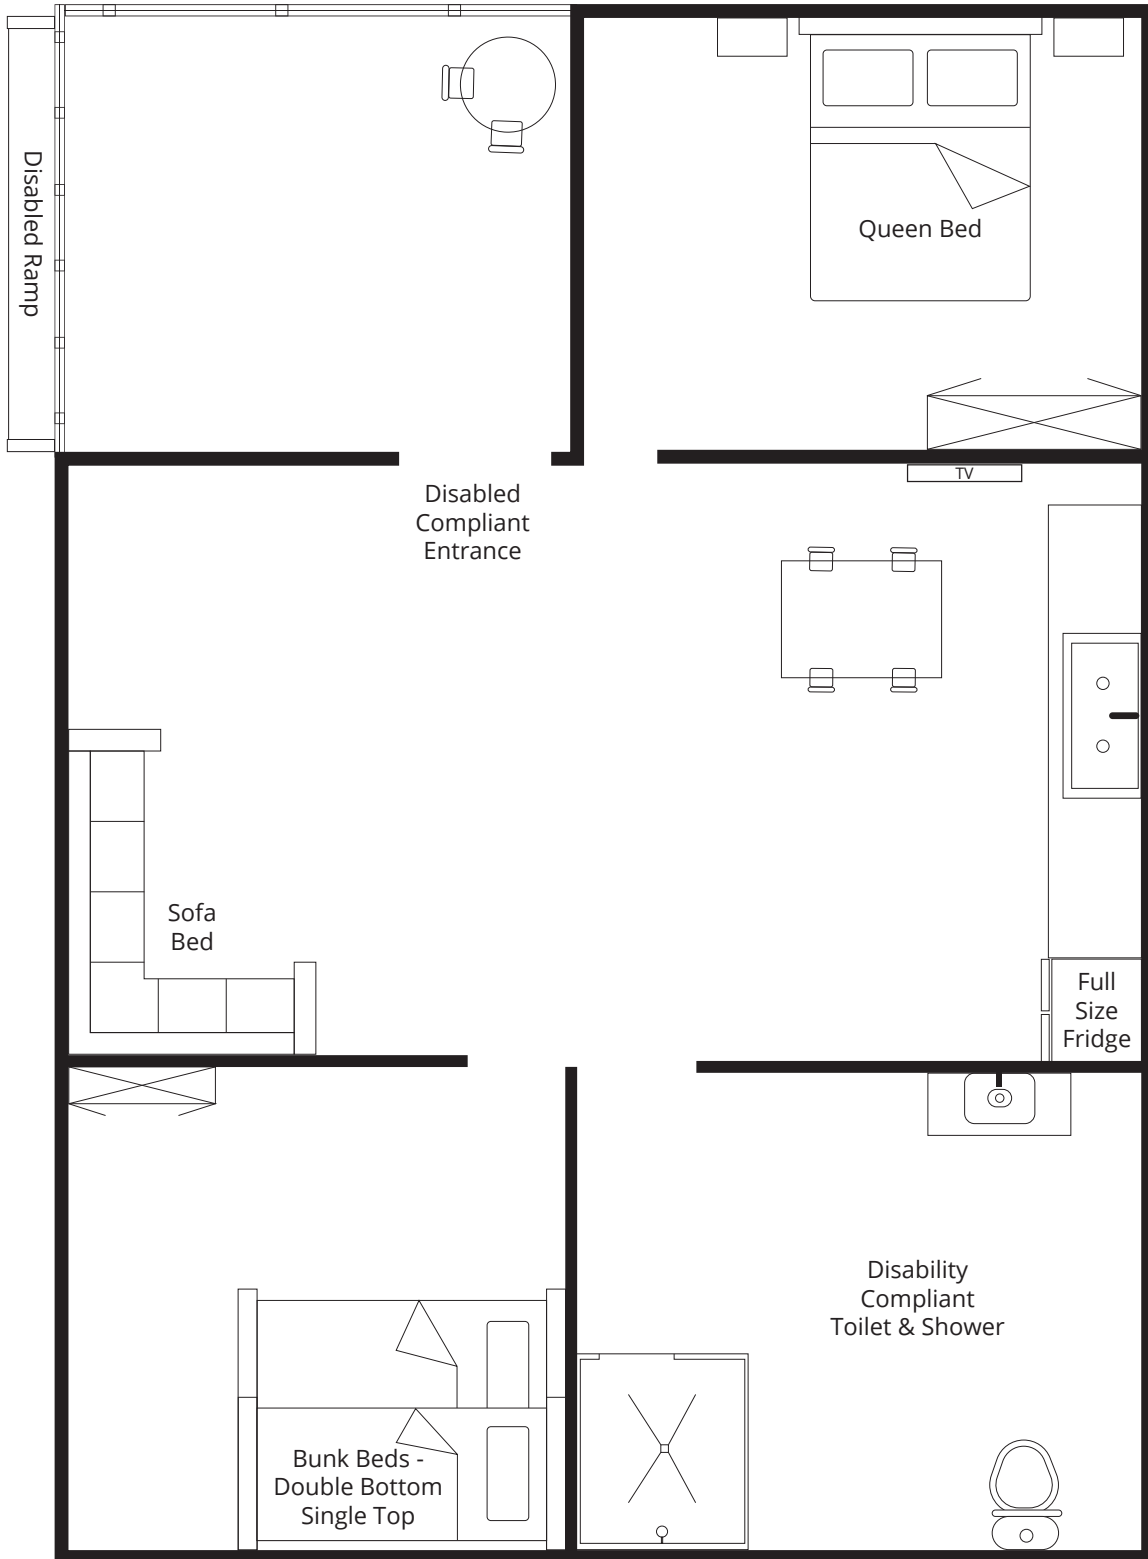 Disabled Ramp
Queen Bed
TV
Disabled
Compliant
Entrance
Sofa
Bed
Full
Size
Fridge
Disability
Compliant
Toilet & Shower
Bunk Beds -
Double Bottom
Single Top